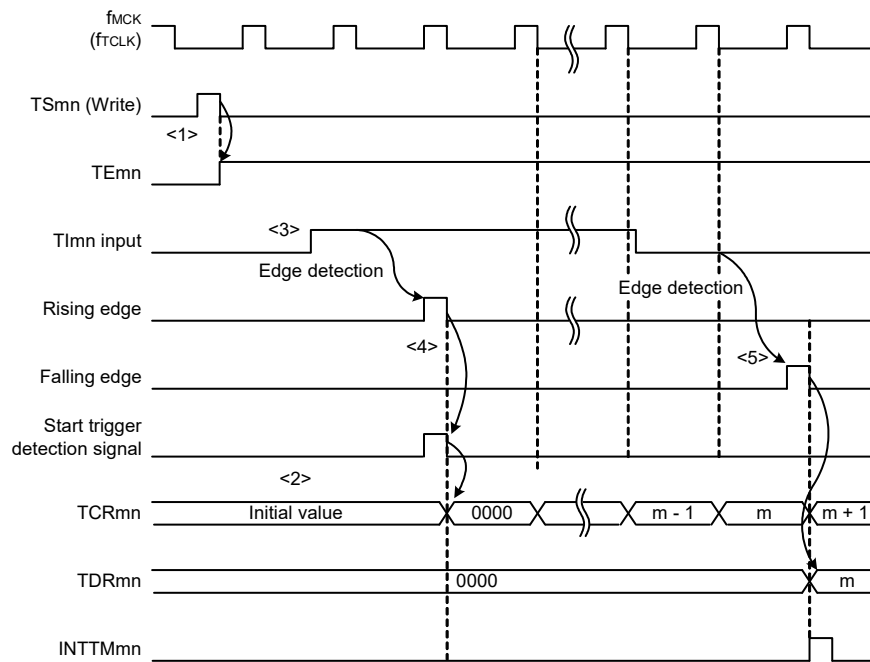 fMCK
(fTCLK)
TSmn (Write)
<1>
TEmn
TImn input
<3>
Edge detection
Edge detection
Rising edge
<4>
<5>
Falling edge
Start trigger
detection signal
<2>
TCRmn
Initial value
0000
m - 1
m
m + 1
TDRmn
0000
m
INTTMmn